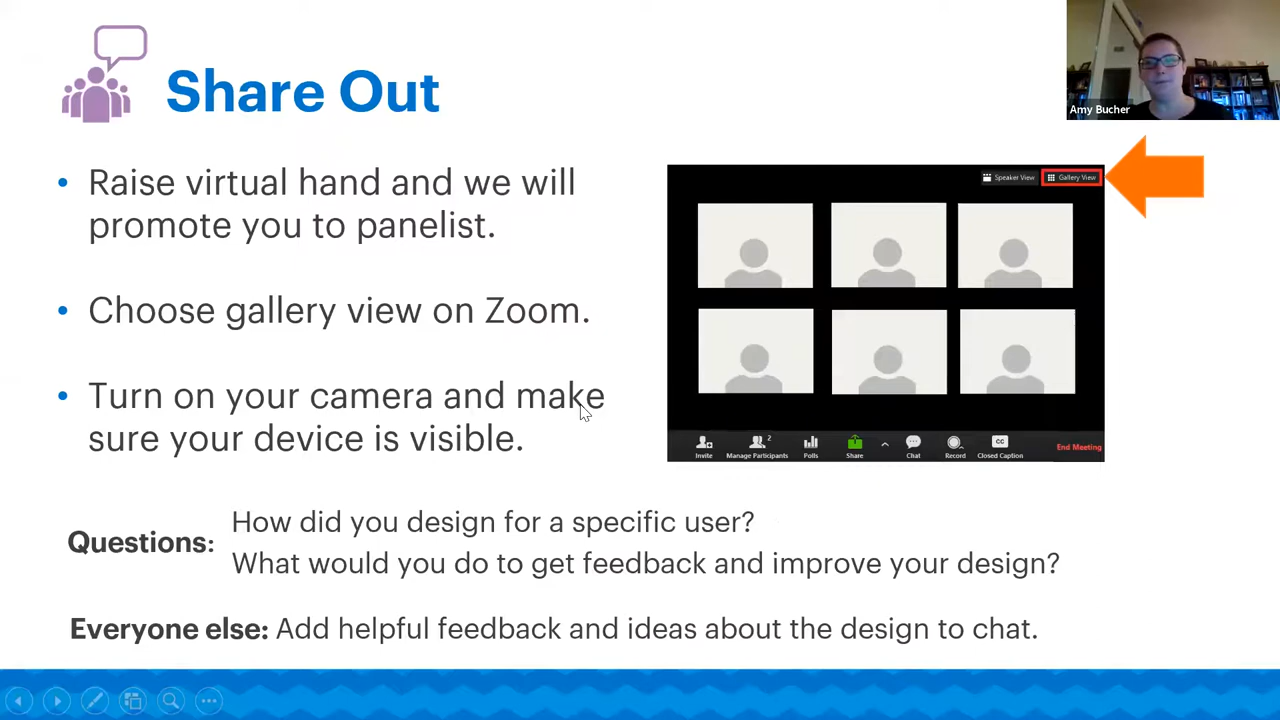 Share Out
Amy Bucher
• Raise virtual hand and we will
promote you to panelist.
• Choose gallery view on Zoom.
• Turn on your camera and make
sure your device is visible.
Speaker View
Gallery View
Invite
Manage Participants
2
Polls
Share
Chat
Record
CC
Closed Caption
End Meeting
Questions:
How did you design for a specific user?
What would you do to get feedback and improve your design?
Everyone else: Add helpful feedback and ideas about the design to chat.